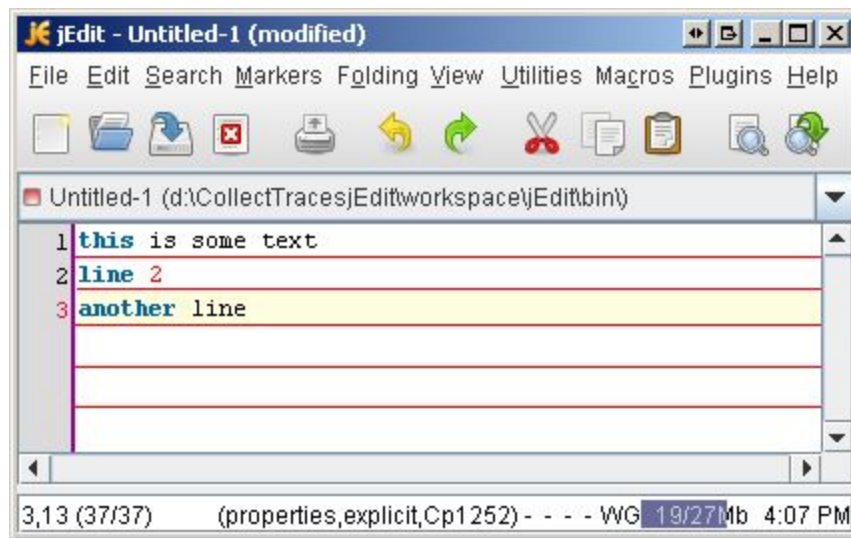 jEdit - Untitled-1 (modified)
File Edit Search Markers Folding View Utilities Macros Plugins Help
Untitled-1 (d:\CollectTracesjEdit\workspace\jEdit\bin\)
1 this is some text
2 line 2
3 another line
3,13 (37/37) (properties,explicit,Cp1252) - - - - WG 19/27Mb 4:07 PM